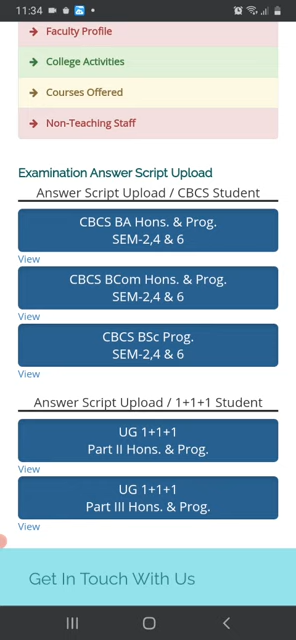 11:34
Faculty Profile
College Activities
Courses Offered
Non-Teaching Staff
Examination Answer Script Upload
Answer Script Upload / CBCS Student
CBCS BA Hons. & Prog.
SEM-2,4 & 6
View
CBCS BCom Hons. & Prog.
SEM-2,4 & 6
View
CBCS BSc Prog.
SEM-2,4 & 6
View
Answer Script Upload / 1+1+1 Student
UG 1+1+1
Part II Hons. & Prog.
View
UG 1+1+1
Part III Hons. & Prog.
View
Get In Touch With Us